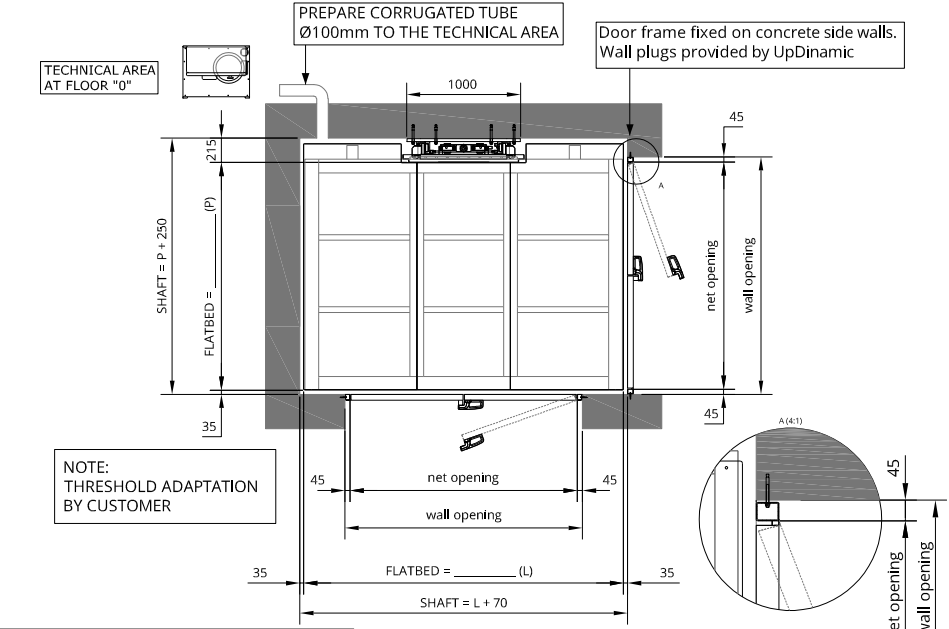 PREPARE CORRUGATED TUBE
Ø100mm TO THE TECHNICAL AREA
Door frame fixed on concrete side walls.
Wall plugs provided by UpDinamic
TECHNICAL AREA
AT FLOOR "0"
1000
45
215
A
SHAFT = P + 250
FLATBED = ________ (P)
net opening
wall opening
35
45
A (4:1)
NOTE:
THRESHOLD ADAPTATION
BY CUSTOMER
45
net opening
45
wall opening
45
net opening
wall opening
35
FLATBED = ________ (L)
35
SHAFT = L + 70